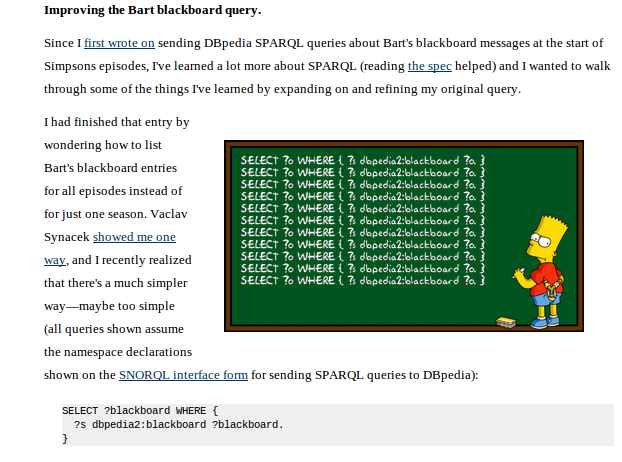 Improving the Bart blackboard query.
Since I first wrote on sending DBpedia SPARQL queries about Bart's blackboard messages at the start of
Simpsons episodes, I've learned a lot more about SPARQL (reading the spec helped) and I wanted to walk
through some of the things I've learned by expanding on and refining my original query.
I had finished that entry by
wondering how to list
Bart's blackboard entries
for all episodes instead of
for just one season. Vaclav
Synacek showed me one
way, and I recently realized
that there's a much simpler
way—maybe too simple
(all queries shown assume
the namespace declarations
shown on the SNORQL interface form for sending SPARQL queries to DBpedia):
SELECT ?o WHERE { ?s dbpedia2:blackboard ?o. }
SELECT ?o WHERE { ?s dbpedia2:blackboard ?o. }
SELECT ?o WHERE { ?s dbpedia2:blackboard ?o. }
SELECT ?o WHERE { ?s dbpedia2:blackboard ?o. }
SELECT ?o WHERE { ?s dbpedia2:blackboard ?o. }
SELECT ?o WHERE { ?s dbpedia2:blackboard ?o. }
SELECT ?o WHERE { ?s dbpedia2:blackboard ?o. }
SELECT ?o WHERE { ?s dbpedia2:blackboard ?o. }
SELECT ?o WHERE { ?s dbpedia2:blackboard ?o. }
SELECT ?o WHERE { ?s dbpedia2:blackboard ?o. }
SELECT ?o WHERE { ?s dbpedia2:blackboard ?o. }
SELECT ?blackboard WHERE {
  ?s dbpedia2:blackboard ?blackboard.
}